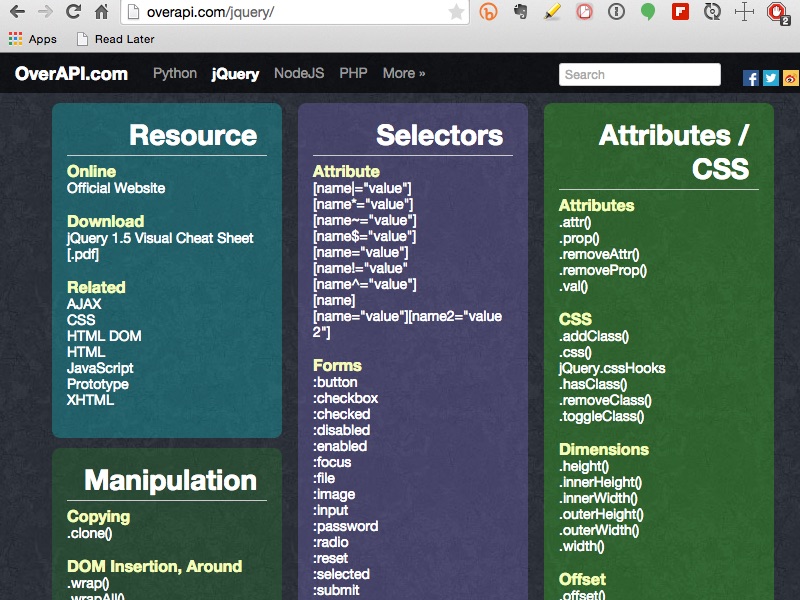 overapi.com/jquery/
2
Apps
Read Later
OverAPI.com
Python
jQuery
NodeJS
PHP
More »
Search
Resource
Online
Official Website
Download
jQuery 1.5 Visual Cheat Sheet
[.pdf]
Related
AJAX
CSS
HTML DOM
HTML
JavaScript
Prototype
XHTML
Manipulation
Copying
.clone()
DOM Insertion, Around
.wrap()
.wrapAll()
Selectors
Attribute
[name|="value"]
[name*="value"]
[name~="value"]
[name$="value"]
[name="value"]
[name!="value"
[name^="value"]
[name]
[name="value"][name2="value
2"]
Forms
:button
:checkbox
:checked
:disabled
:enabled
:focus
:file
:image
:input
:password
:radio
:reset
:selected
:submit
Attributes /
CSS
Attributes
.attr()
.prop()
.removeAttr()
.removeProp()
.val()
CSS
.addClass()
.css()
jQuery.cssHooks
.hasClass()
.removeClass()
.toggleClass()
Dimensions
.height()
.innerHeight()
.innerWidth()
.outerHeight()
.outerWidth()
.width()
Offset
.offset()